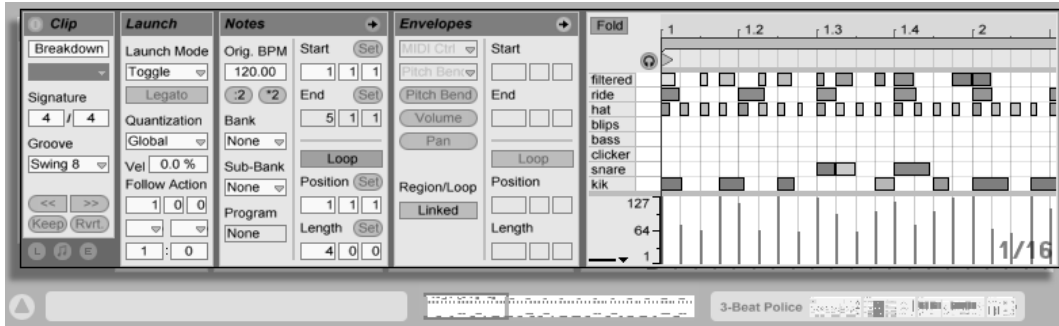 Clip
Breakdown
Signature
4 / 4
Groove
Swing 8
<< >>
Keep Rvrt.
L E
Launch
Launch Mode
Toggle
Legato
Quantization
Global
Vel 0.0 %
Follow Action
1 0 0
1 : 0
Notes
Orig. BPM
120.00
:2 *2
Bank
None
Sub-Bank
None
Program
None
Start Set
1 1 1
End Set
5 1 1
Loop
Position Set
1 1 1
Length Set
4 0 0
Envelopes
MIDI Ctrl
Pitch Bend
Pitch Bend
Volume
Pan
Region/Loop
Linked
Start
End
Loop
Position
Length
Fold
1 1.2 1.3 1.4 2
filtered
ride
hat
blips
bass
clicker
snare
kik
127
64
1
1/16
3-Beat Police